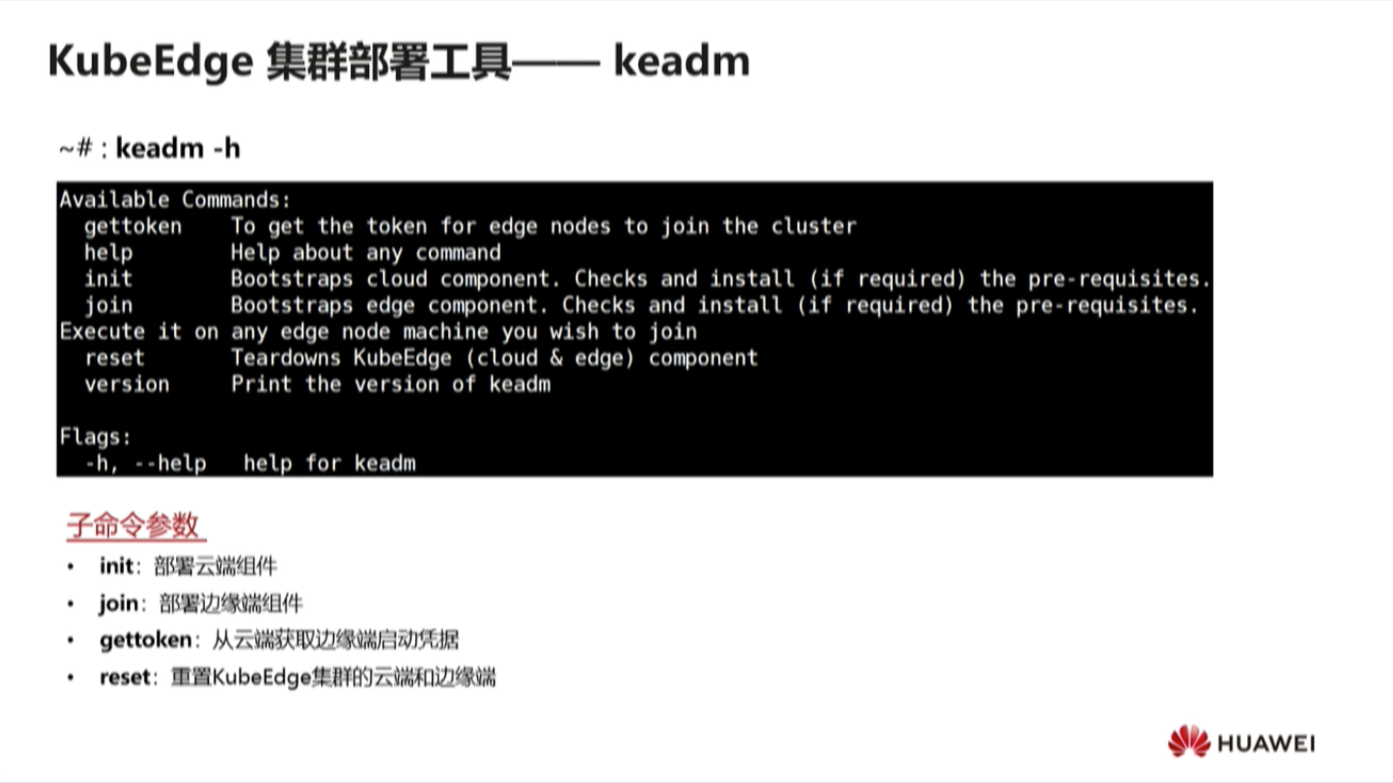 KubeEdge 集群部署工具—— keadm
~# : keadm -h
Available Commands:
gettoken To get the token for edge nodes to join the cluster
help Help about any command
init Bootstraps cloud component. Checks and install (if required) the pre-requisites.
join Bootstraps edge component. Checks and install (if required) the pre-requisites.
Execute it on any edge node machine you wish to join
reset Teardowns KubeEdge (cloud & edge) component
version Print the version of keadm
Flags:
-h, --help help for keadm
子命令参数
• init：部署云端组件
• join：部署边缘端组件
• gettoken：从云端获取边缘端启动凭据
• reset：重置KubeEdge集群的云端和边缘端
HUAWEI